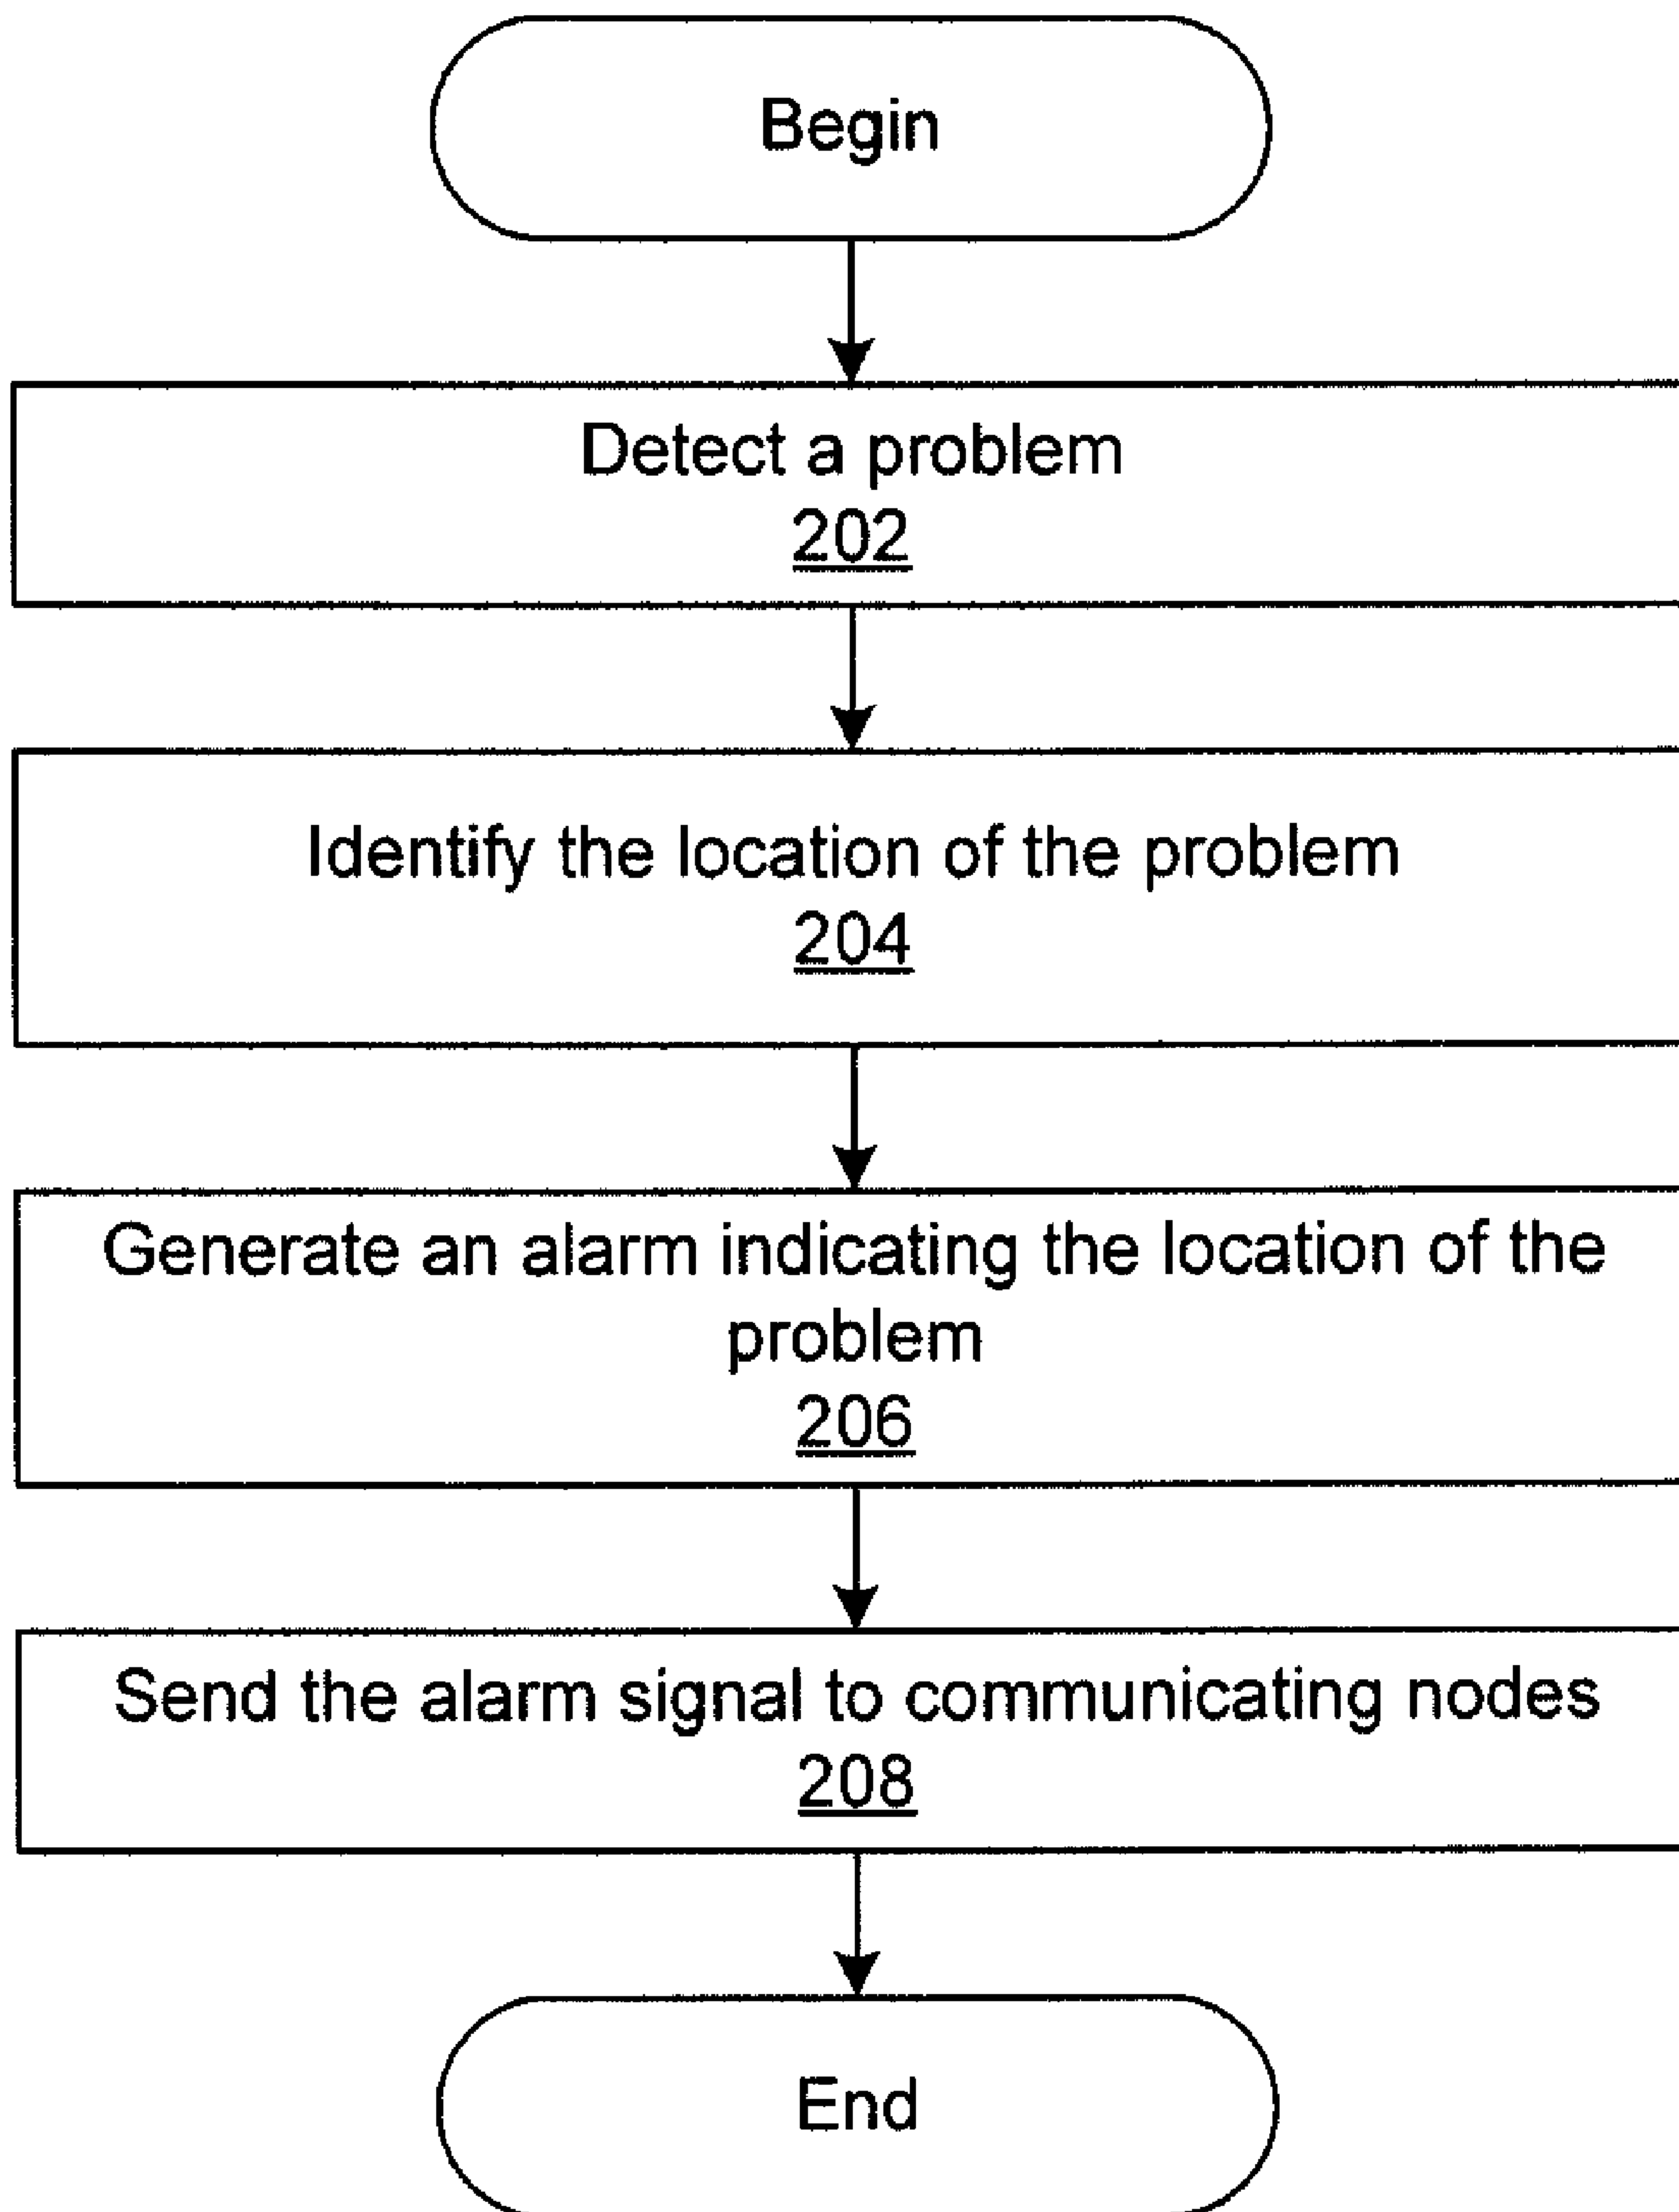 Begin
Detect a problem
202
Identify the location of the problem
204
Generate an alarm indicating the location of the
problem
206
Send the alarm signal to communicating nodes
208
End